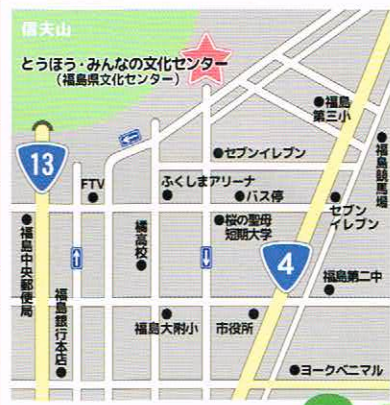 信夫山
とうほう・みんなの文化センター
（福島県文化センター）
福島
第三小
福島競馬場
セブンイレブン
13
FTV
ふくしまアリーナ
バス停
セブン
イレブン
福島中央郵便局
橘高校
桜の聖母
短期大学
4
福島第二中
福島銀行本店
福島大附小
市役所
ヨークベニマル